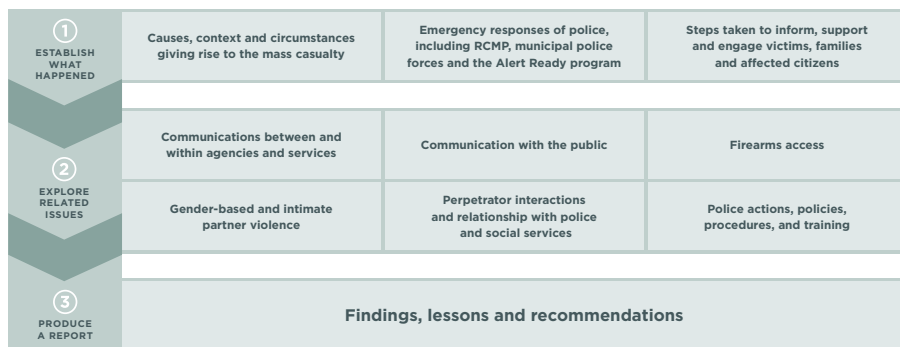 1
ESTABLISH
WHAT
HAPPENED
Causes, context and circumstances
giving rise to the mass casualty
Emergency responses of police,
including RCMP, municipal police
forces and the Alert Ready program
Steps taken to inform, support
and engage victims, families
and affected citizens
2
EXPLORE
RELATED
ISSUES
Communications between and
within agencies and services
Communication with the public
Firearms access
Gender-based and intimate
partner violence
Perpetrator interactions
and relationship with police
and social services
Police actions, policies,
procedures, and training
3
PRODUCE
A REPORT
Findings, lessons and recommendations